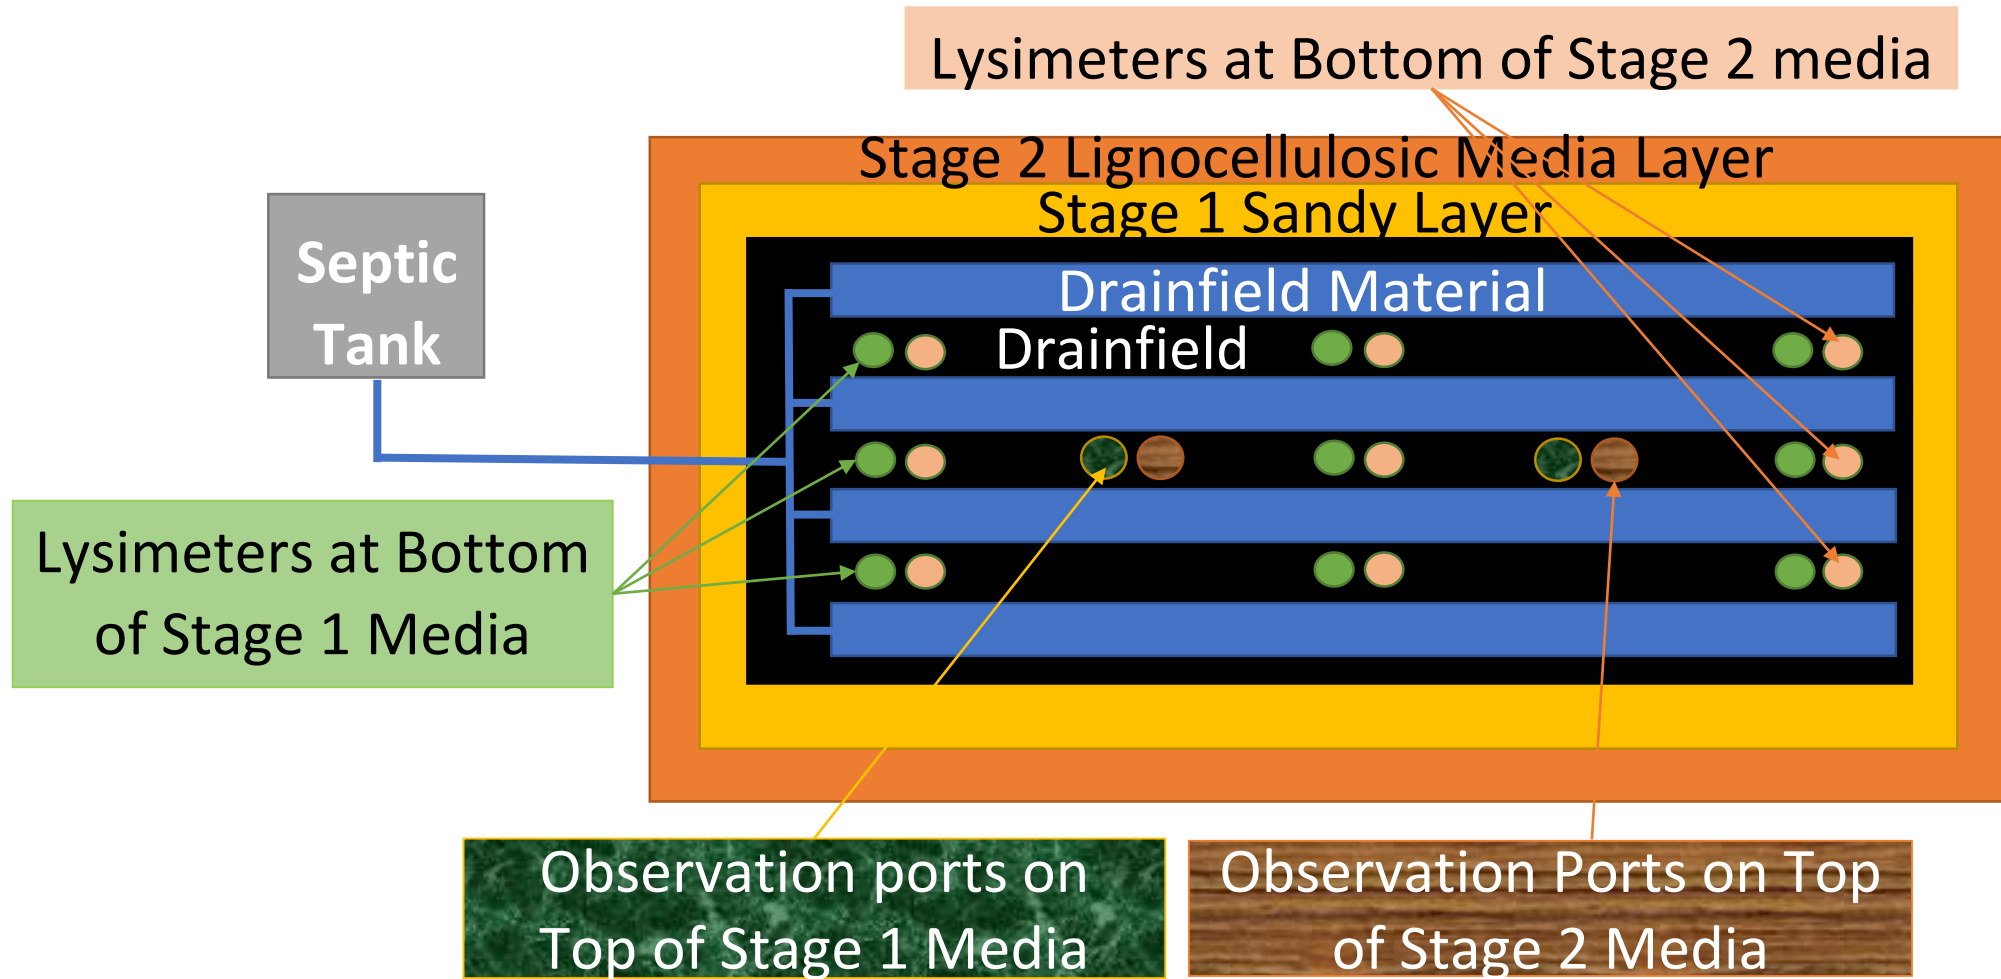 Lysimeters at Bottom of Stage 2 media
Stage 2 Lignocellulosic Media Layer
Stage 1 Sandy Layer
Septic
Tank
Drainfield Material
Drainfield
Lysimeters at Bottom
of Stage 1 Media
Observation ports on
Top of Stage 1 Media
Observation Ports on Top
of Stage 2 Media